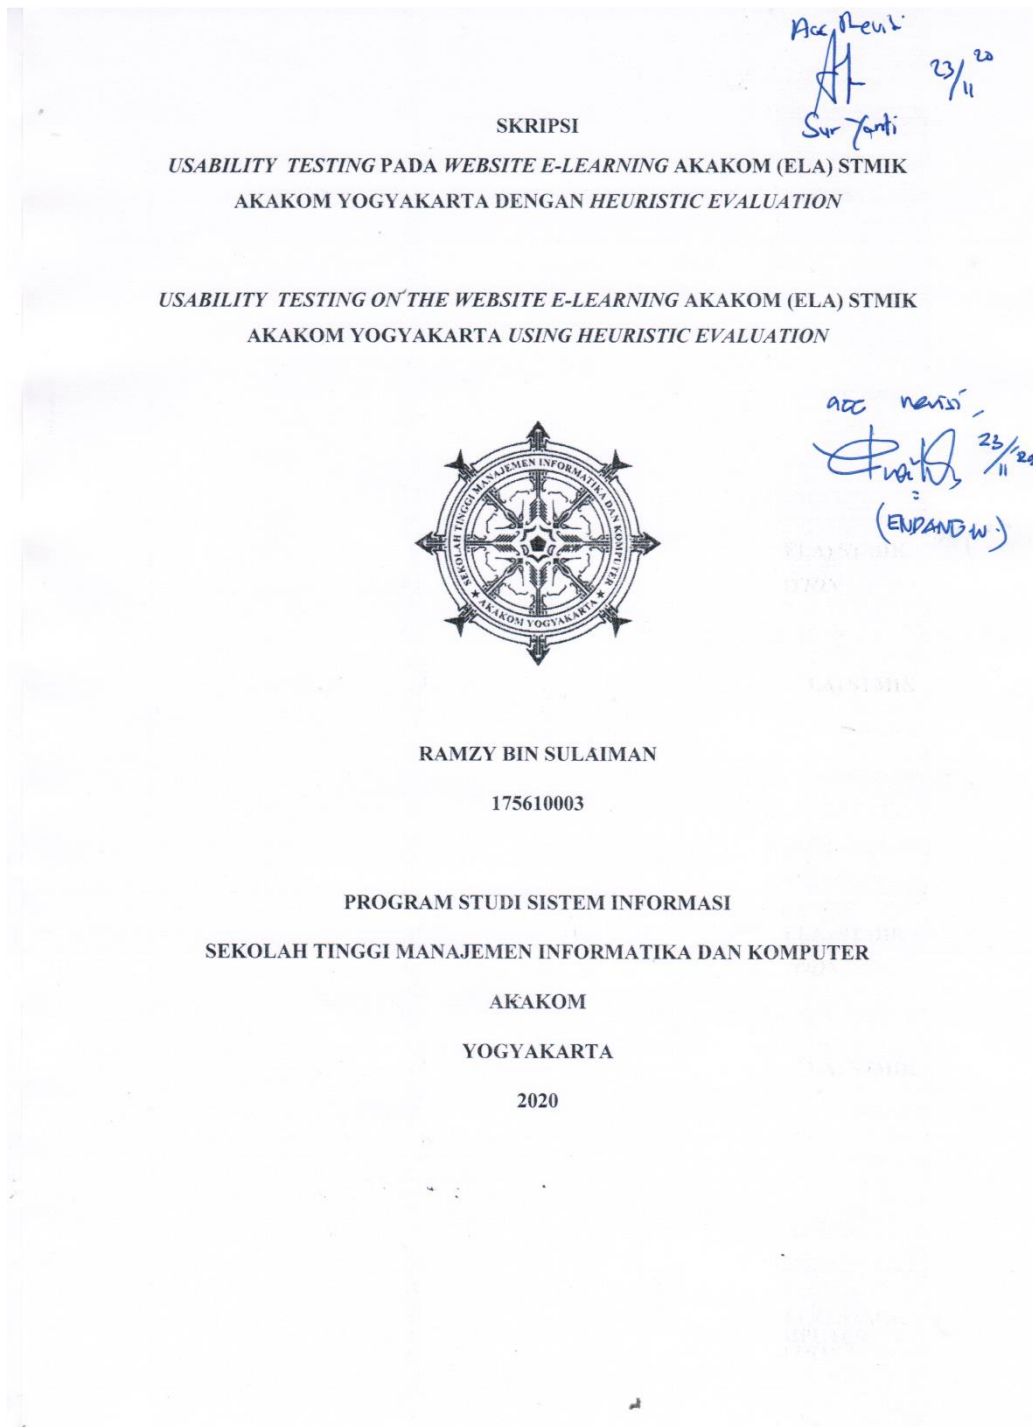 Acc Revisi
23/11 20
Sur Yanti
SKRIPSI
USABILITY TESTING PADA WEBSITE E-LEARNING AKAKOM (ELA) STMIK
AKAKOM YOGYAKARTA DENGAN HEURISTIC EVALUATION
USABILITY TESTING ON THE WEBSITE E-LEARNING AKAKOM (ELA) STMIK
AKAKOM YOGYAKARTA USING HEURISTIC EVALUATION
acc revisi,
23/11 '20
(ENDANG W.)
SEKOLAH TINGGI MANAJEMEN INFORMATIKA DAN KOMPUTER
★ AKAKOM YOGYAKARTA ★
RAMZY BIN SULAIMAN
175610003
PROGRAM STUDI SISTEM INFORMASI
SEKOLAH TINGGI MANAJEMEN INFORMATIKA DAN KOMPUTER
AKAKOM
YOGYAKARTA
2020